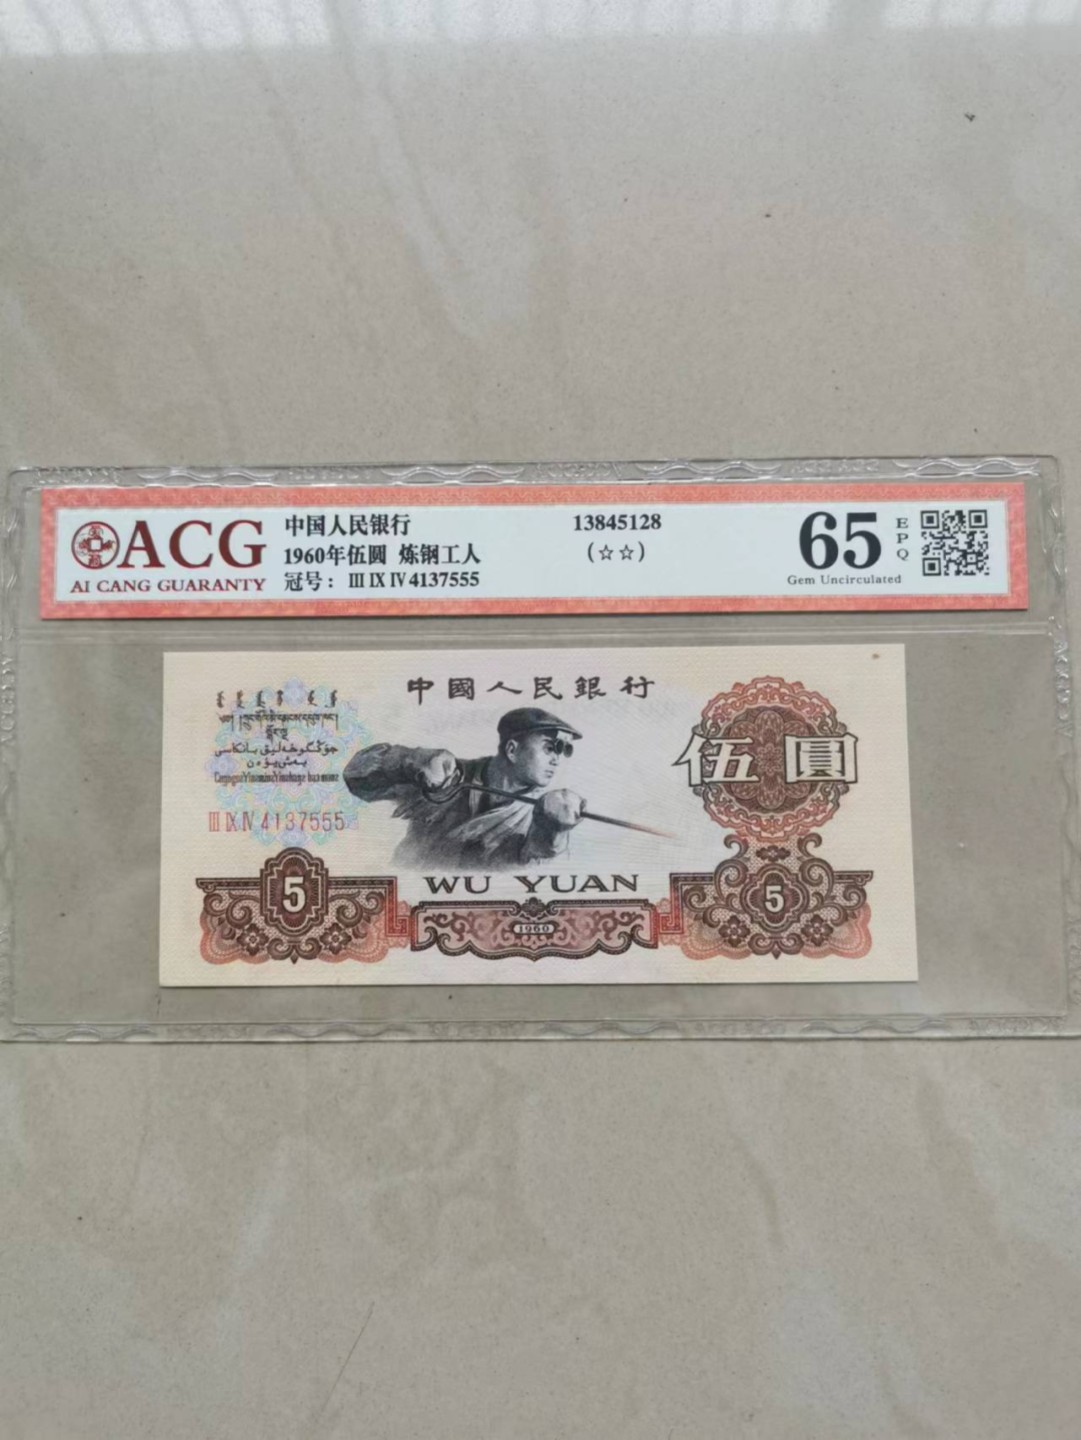 ACG
AI CANG GUARANTY
中国人民银行
1960年伍圆 炼钢工人
冠号： Ⅲ Ⅸ Ⅳ 4137555
13845128
(☆☆)
65
EPQ
Gem Uncirculated
中國人民銀行
伍圓
Ⅲ Ⅸ Ⅳ 4137555
5
WU YUAN
1960
5